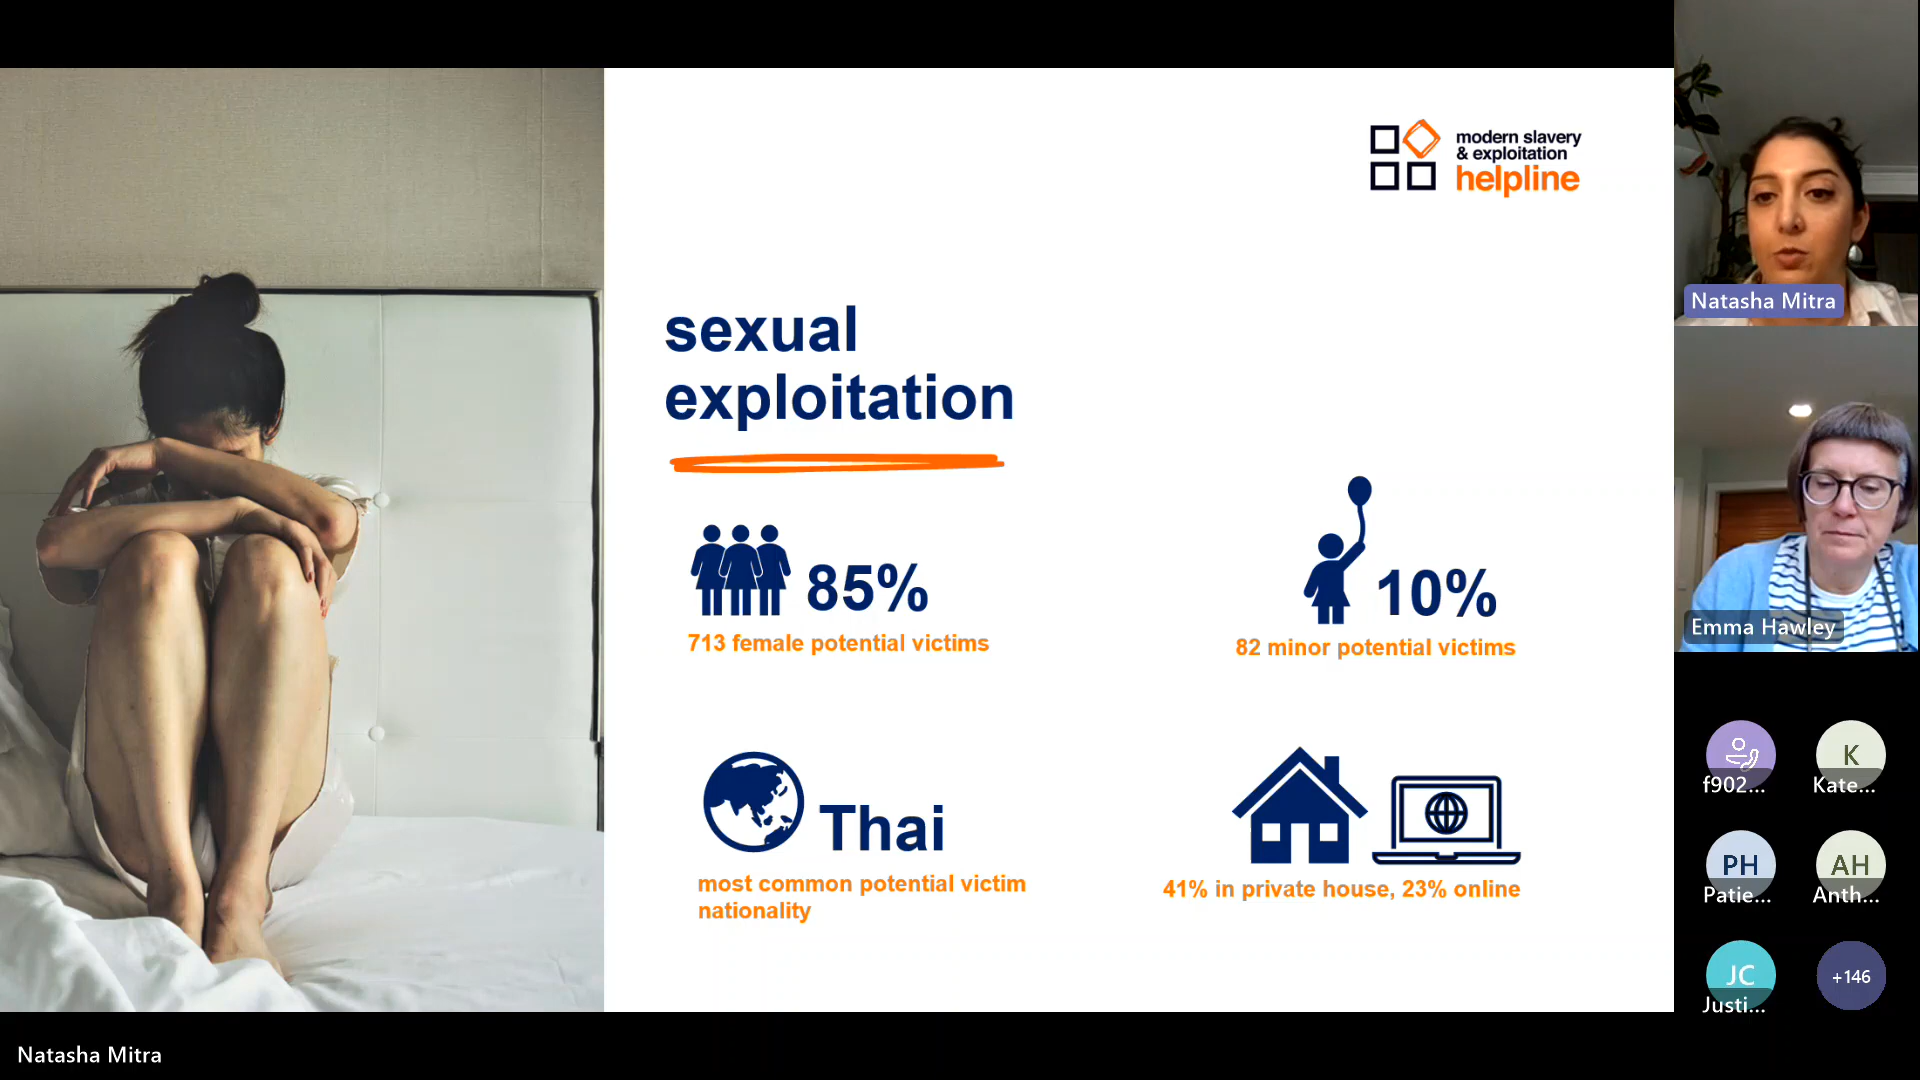 modern slavery
& exploitation
helpline
sexual
exploitation
85%
713 female potential victims
10%
82 minor potential victims
Thai
most common potential victim
nationality
41% in private house, 23% online
Natasha Mitra
Emma Hawley
f902...
K
Kate...
PH
Patie...
AH
Anth...
JC
Justi...
+146
Natasha Mitra